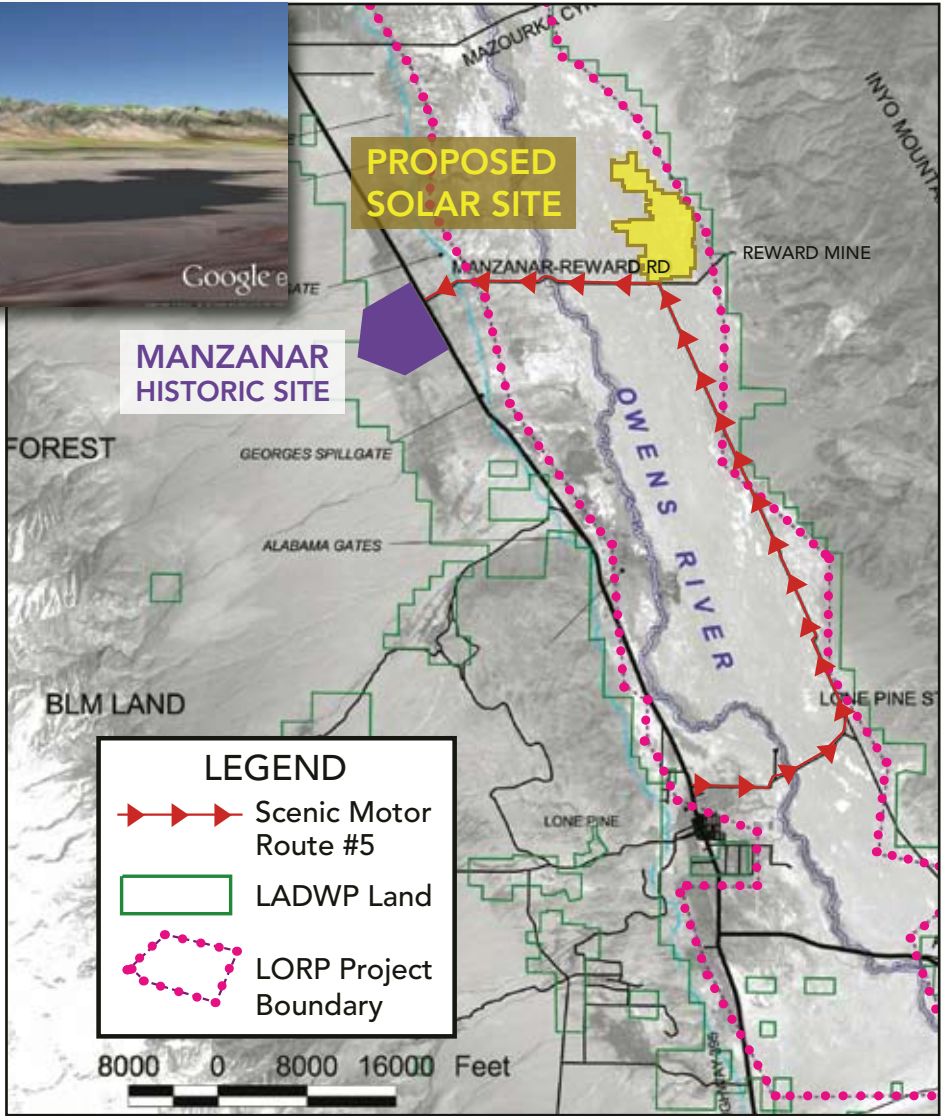 MAZOURKA CYN
INYO MOUNTA
PROPOSED
SOLAR SITE
Google e
GATE
MANZANAR-REWARD RD
REWARD MINE
MANZANAR
HISTORIC SITE
FOREST
GEORGES SPILLGATE
OWENS RIVER
ALABAMA GATES
BLM LAND
LONE PINE ST
LEGEND
Scenic Motor
Route #5
LADWP Land
LORP Project
Boundary
LONE PINE
8000 0 8000 16000 Feet